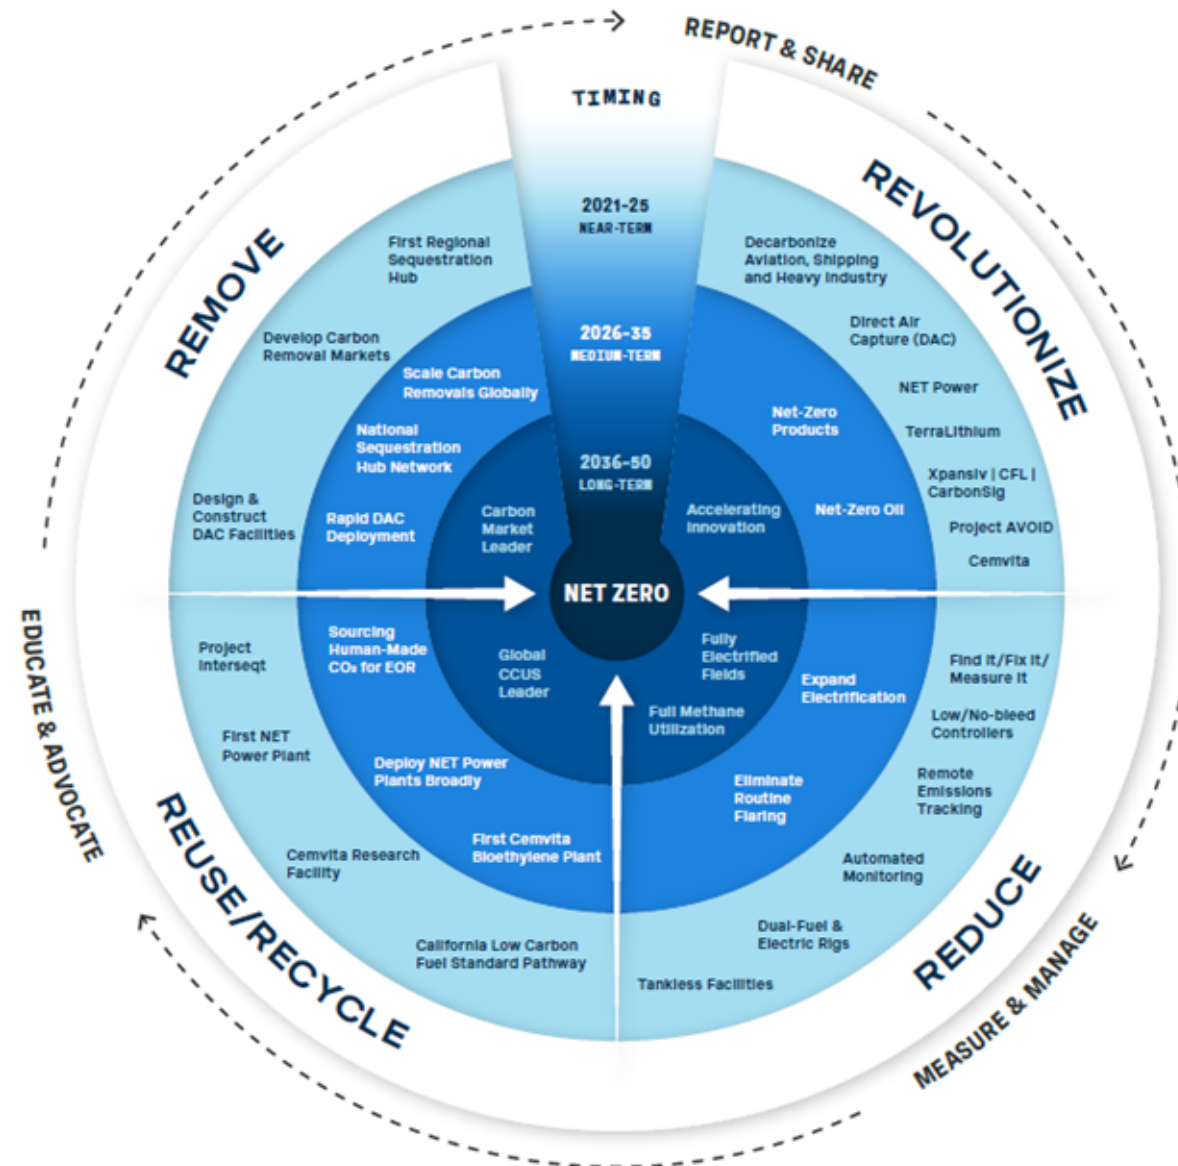 REPORT & SHARE
TIMING
2021-25
NEAR-TERM
2026-35
MEDIUM-TERM
2036-50
LONG-TERM
NET ZERO
REVOLUTIONIZE
Decarbonize
Aviation, Shipping
and Heavy Industry
Direct Air
Capture (DAC)
NET Power
TerraLithium
Xpansiv | CFL |
CarbonSig
Project AVOID
Cemvita
Net-Zero
Products
Net-Zero Oil
Accelerating
Innovation
REDUCE
Find It/Fix It/
Measure It
Low/No-bleed
Controllers
Remote
Emissions
Tracking
Automated
Monitoring
Dual-Fuel &
Electric Rigs
Tankless Facilities
Expand
Electrification
Eliminate
Routine
Flaring
Fully
Electrified
Fields
Full Methane
Utilization
MEASURE & MANAGE
REUSE/RECYCLE
Project
Interseqt
First NET
Power Plant
Cemvita Research
Facility
California Low Carbon
Fuel Standard Pathway
Sourcing
Human-Made
CO₂ for EOR
Deploy NET Power
Plants Broadly
First Cemvita
Bioethylene Plant
Global
CCUS
Leader
EDUCATE & ADVOCATE
REMOVE
First Regional
Sequestration
Hub
Develop Carbon
Removal Markets
Design &
Construct
DAC Facilities
Scale Carbon
Removals Globally
National
Sequestration
Hub Network
Rapid DAC
Deployment
Carbon
Market
Leader